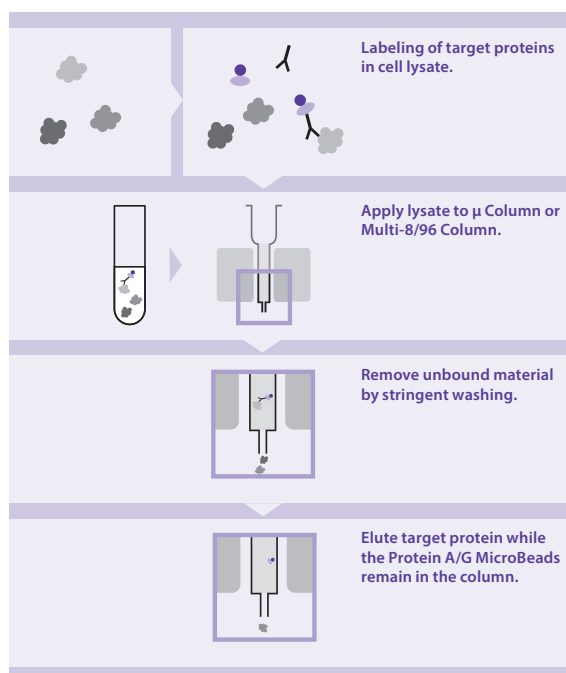 Labeling of target proteins
in cell lysate.
Apply lysate to µ Column or
Multi-8/96 Column.
Remove unbound material
by stringent washing.
Elute target protein while
the Protein A/G MicroBeads
remain in the column.